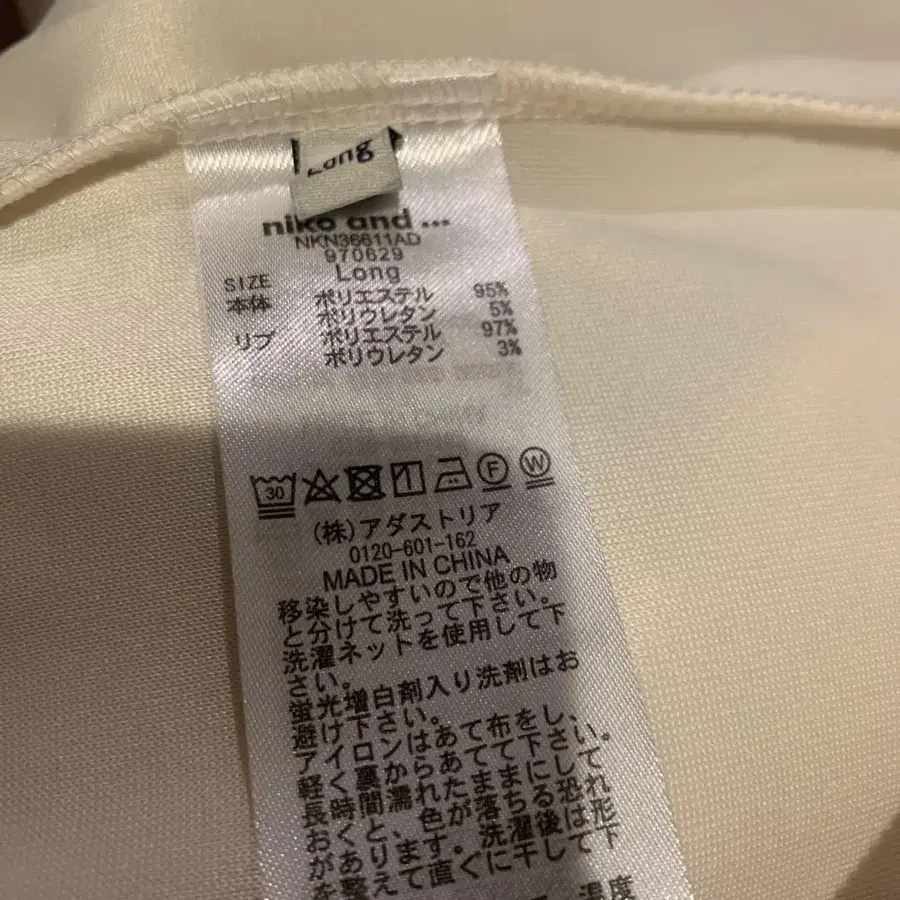 Long
niko and ...
NKN36611AD
970629
SIZE Long
本体 ポリエステル 95%
ポリウレタン 5%
リブ ポリエステル 97%
ポリウレタン 3%
30 F W
(株)アダストリア
0120-601-162
MADE IN CHINA
移染しやすいので他の物
と分けて洗って下さい。
洗濯ネットを使用して下
さい。
蛍光増白剤入り洗剤はお
避け下さい。
アイロンはあて布をし、
軽く裏からあてて下さい。
長時間濡れたままにして
おくと、色が落ちる恐れ
があります。洗濯後は形
を整えて直ぐに干して下
温度